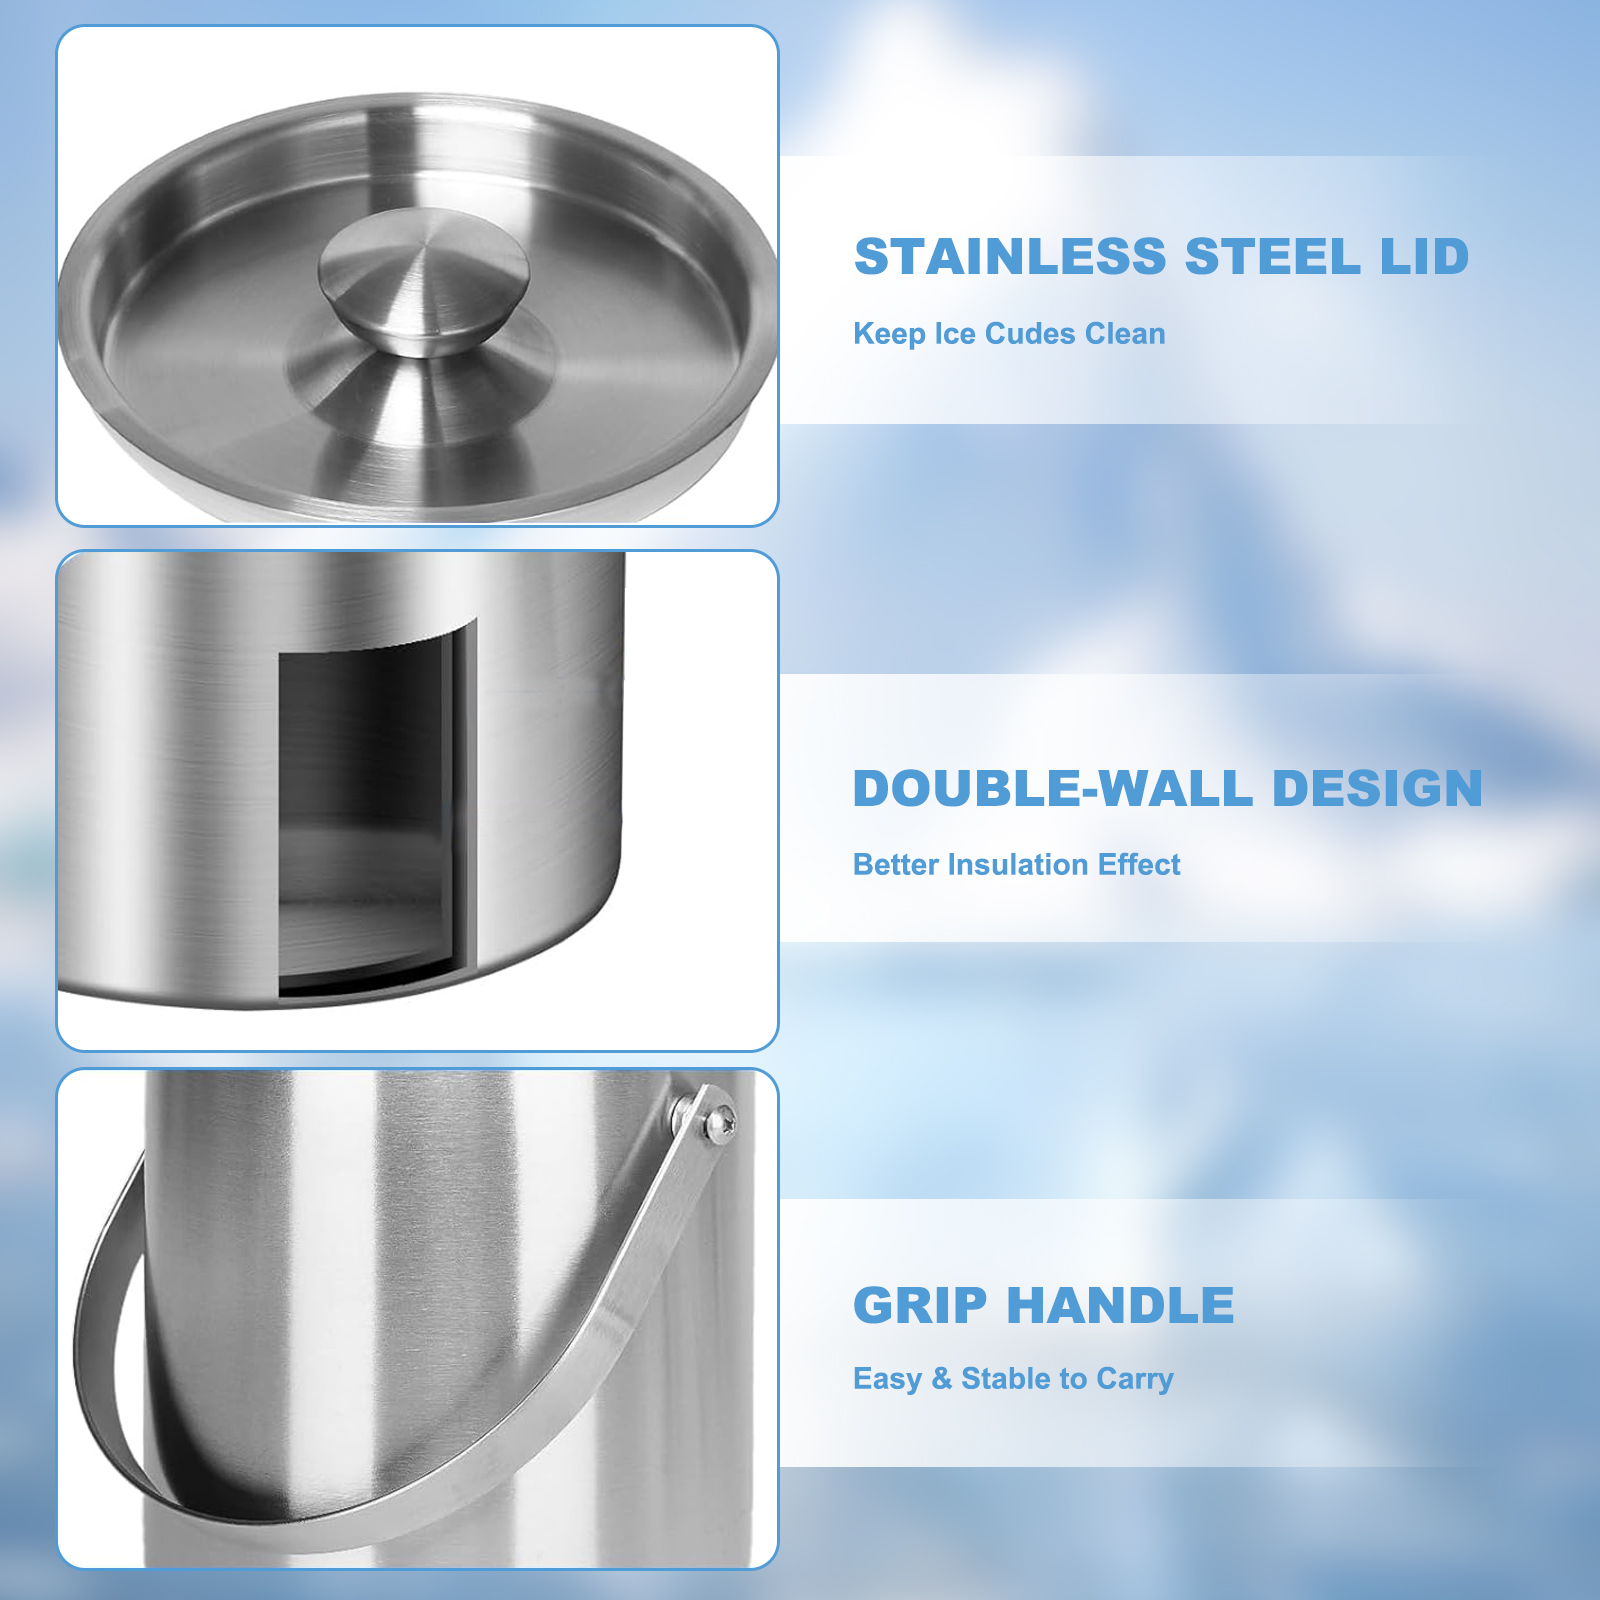 STAINLESS STEEL LID
Keep Ice Cudes Clean
DOUBLE-WALL DESIGN
Better Insulation Effect
GRIP HANDLE
Easy & Stable to Carry